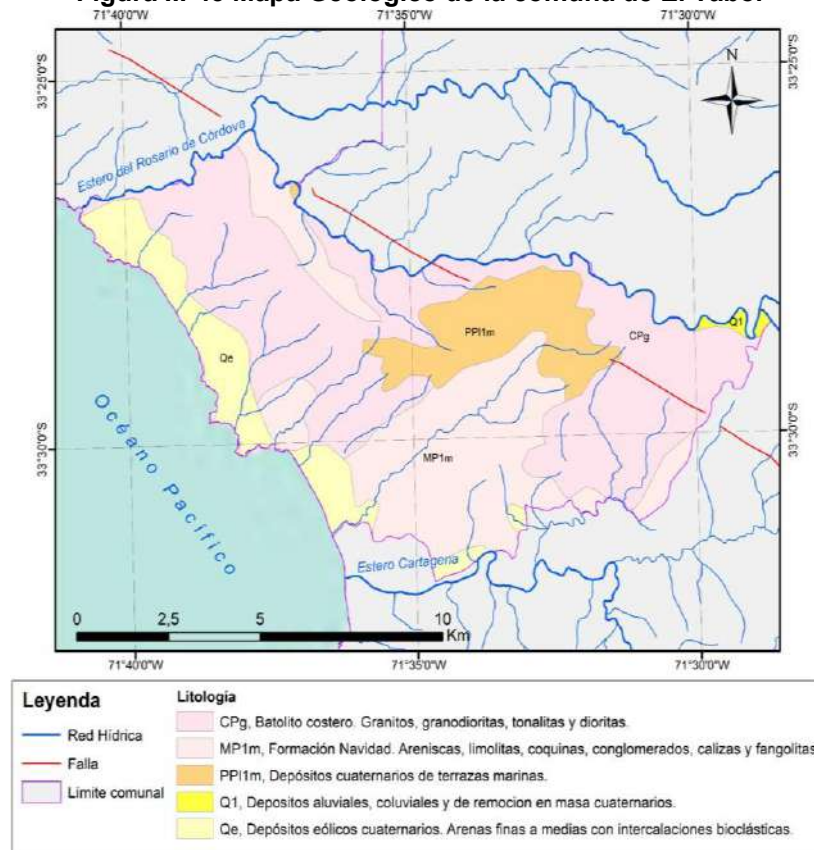 Figura III-10 Mapa Geológico de la comuna de El Tabo.
71°40'0"W 71°35'0"W 71°30'0"W
N
33°25'0"S 33°25'0"S
Estero del Rosario de Córdova
Q1
PPl1m
CPg
Qe
33°30'0"S 33°30'0"S
MP1m
Océano Pacífico
Estero Cartagena
0 2,5 5 10
Km
71°40'0"W 71°35'0"W 71°30'0"W
Leyenda
Red Hídrica
Falla
Limite comunal
Litología
CPg, Batolito costero. Granitos, granodioritas, tonalitas y dioritas.
MP1m, Formación Navidad. Areniscas, limolitas, coquinas, conglomerados, calizas y fangolitas
PPl1m, Depósitos cuaternarios de terrazas marinas.
Q1, Depositos aluviales, coluviales y de remocion en masa cuaternarios.
Qe, Depósitos eólicos cuaternarios. Arenas finas a medias con intercalaciones bioclásticas.